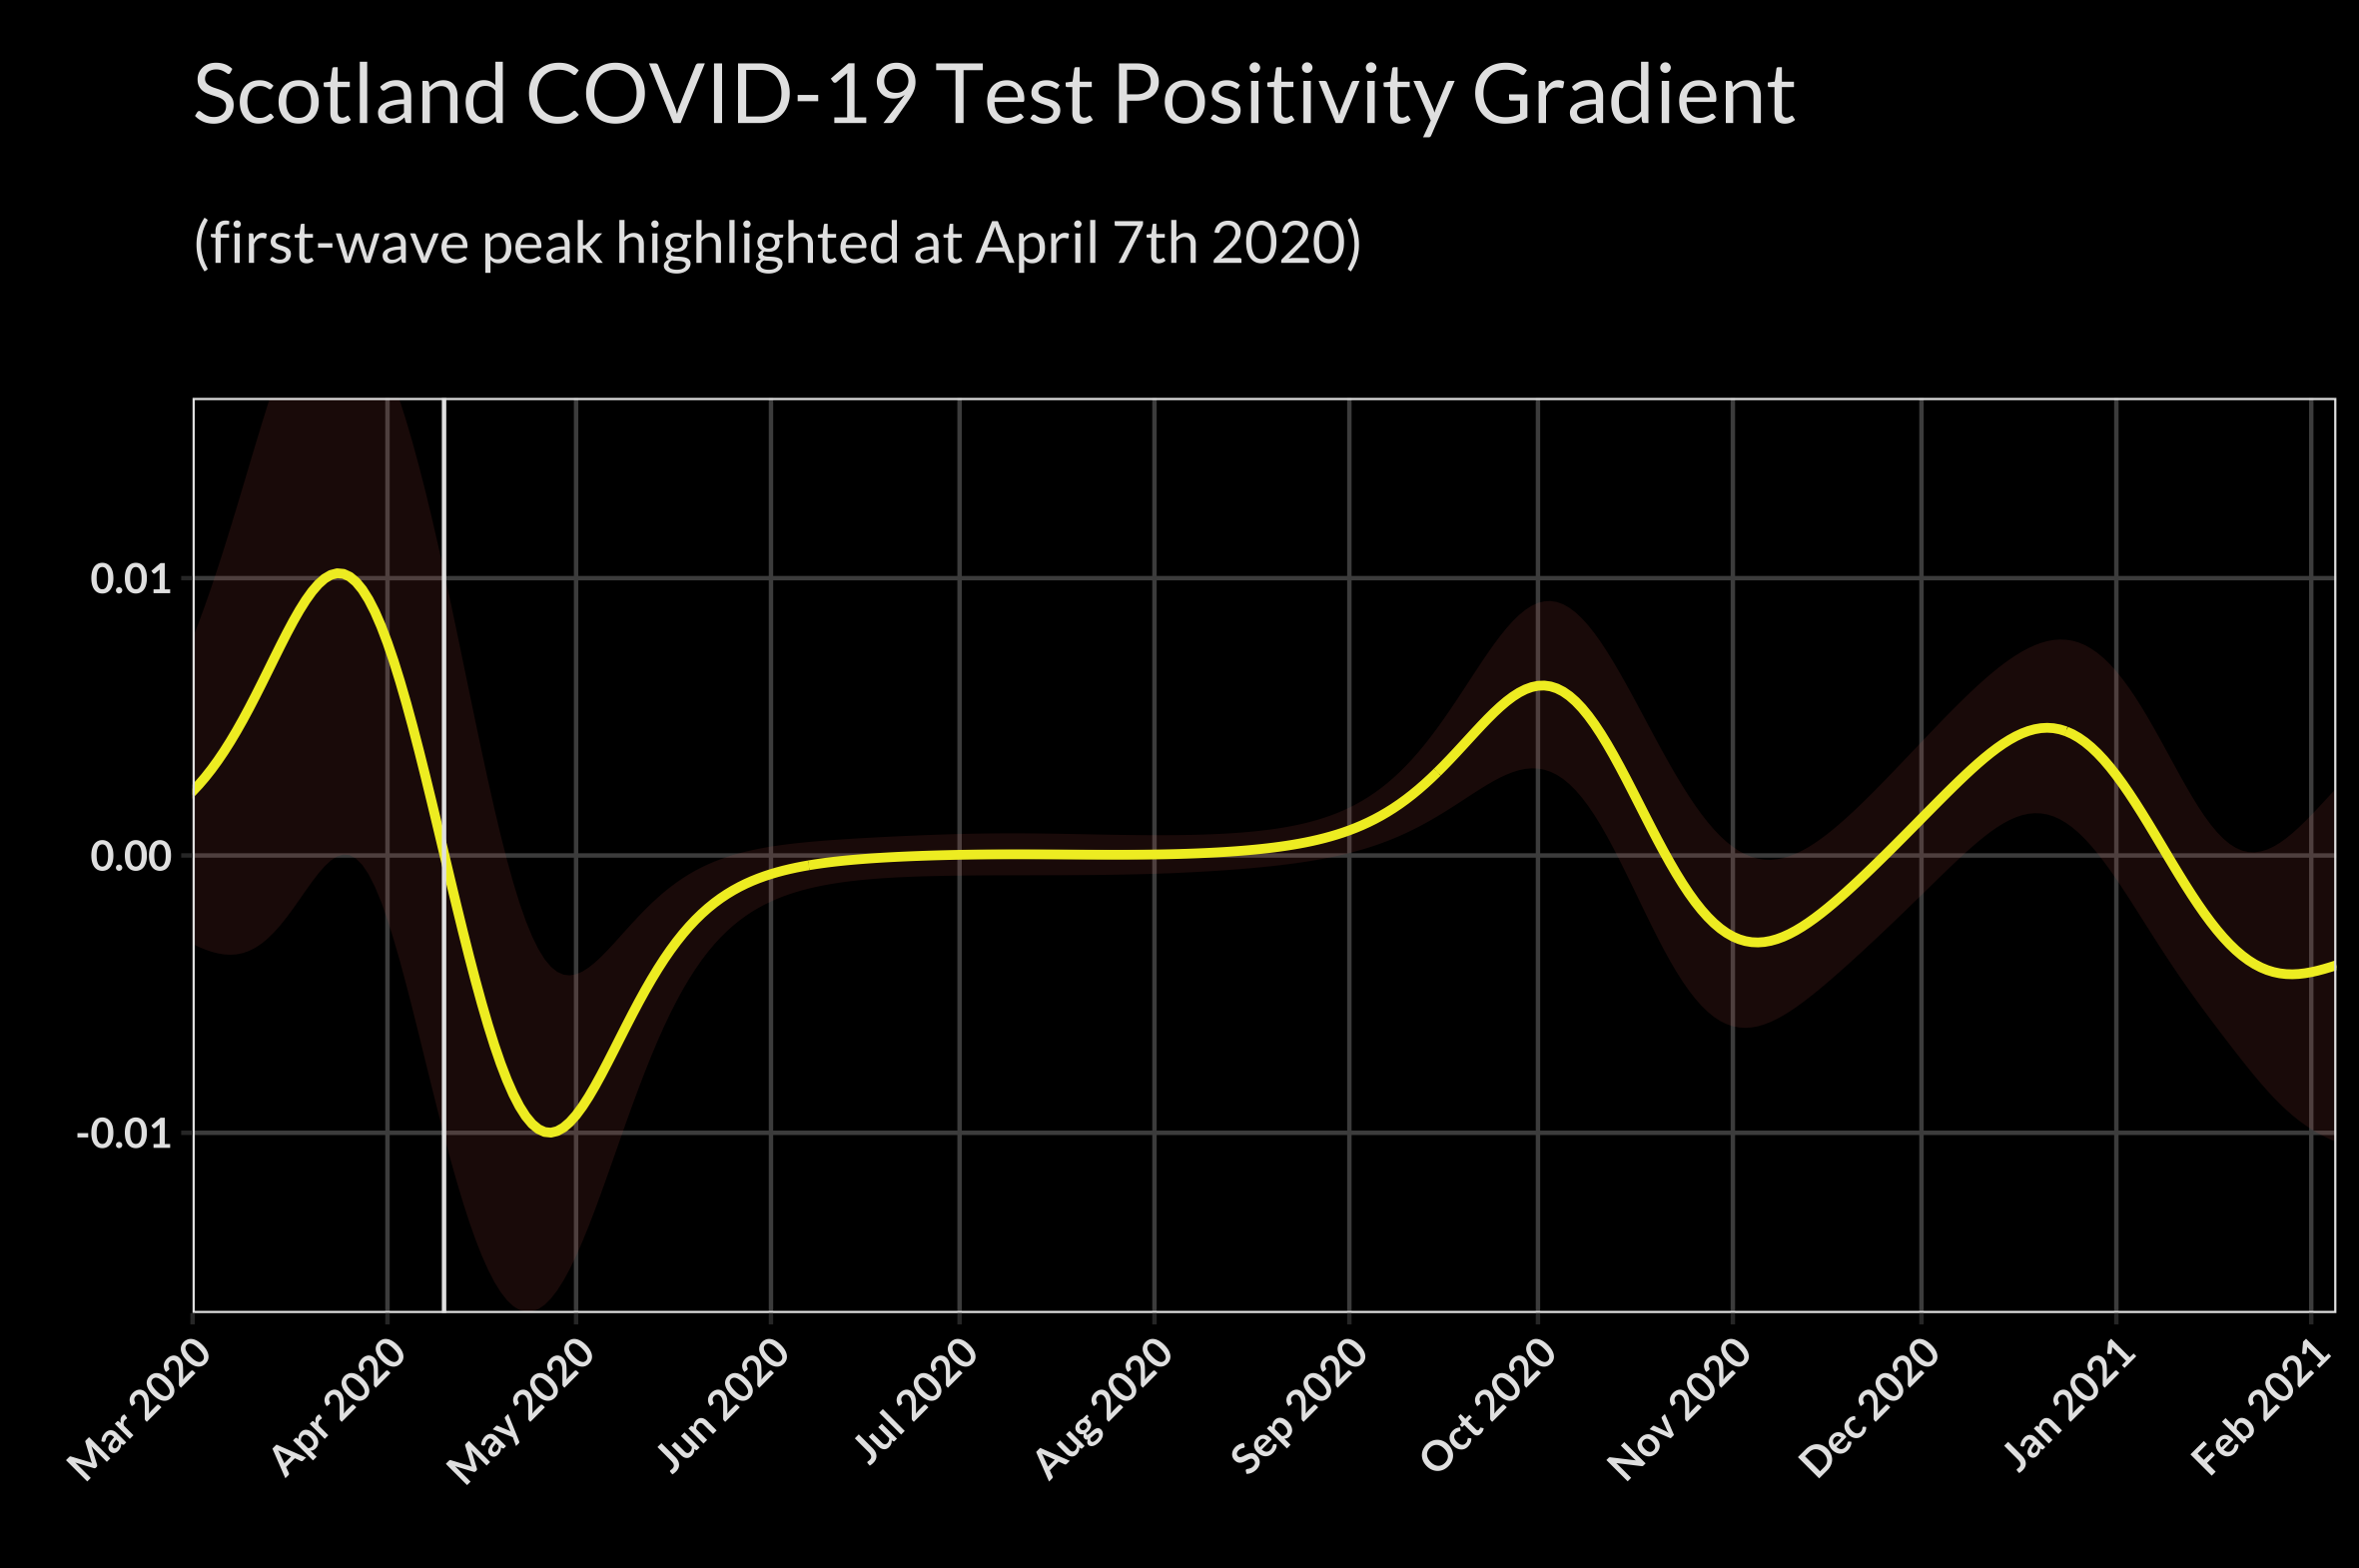 Scotland COVID-19 Test Positivity Gradient
(first-wave peak highlighted at April 7th 2020)
0.01
0.00
-0.01
Mar 2020
Apr 2020
May 2020
Jun 2020
Jul 2020
Aug 2020
Sep 2020
Oct 2020
Nov 2020
Dec 2020
Jan 2021
Feb 2021